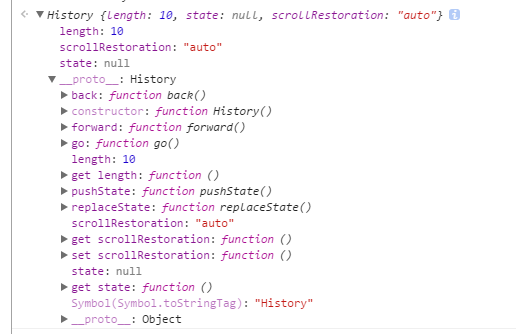 History {length: 10, state: null, scrollRestoration: "auto"} i
length: 10
scrollRestoration: "auto"
state: null
__proto__: History
back: function back()
constructor: function History()
forward: function forward()
go: function go()
length: 10
get length: function ()
pushState: function pushState()
replaceState: function replaceState()
scrollRestoration: "auto"
get scrollRestoration: function ()
set scrollRestoration: function ()
state: null
get state: function ()
Symbol(Symbol.toStringTag): "History"
__proto__: Object